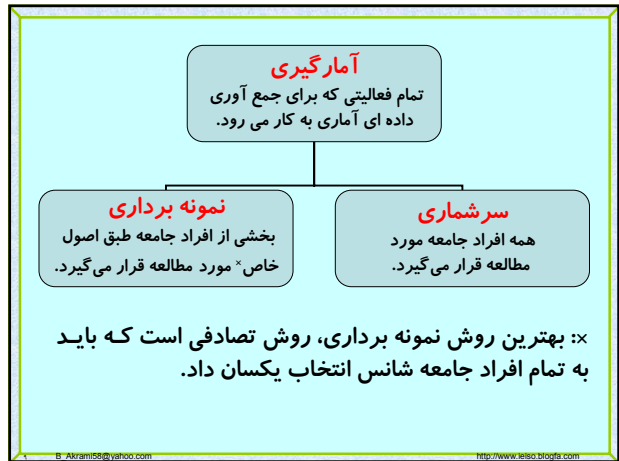 آمارگیری
تمام فعالیتی که برای جمع آوری
داده ای آماری به کار می رود.
سرشماری
همه افراد جامعه مورد
مطالعه قرار می‌گیرد.
نمونه برداری
بخشی از افراد جامعه طبق اصول
خاص× مورد مطالعه قرار می‌گیرد.
×: بهترین روش نمونه برداری، روش تصادفی است که باید
به تمام افراد جامعه شانس انتخاب یکسان داد.
B_Akrami58@yahoo.com
http://www.leiso.blogfa.com